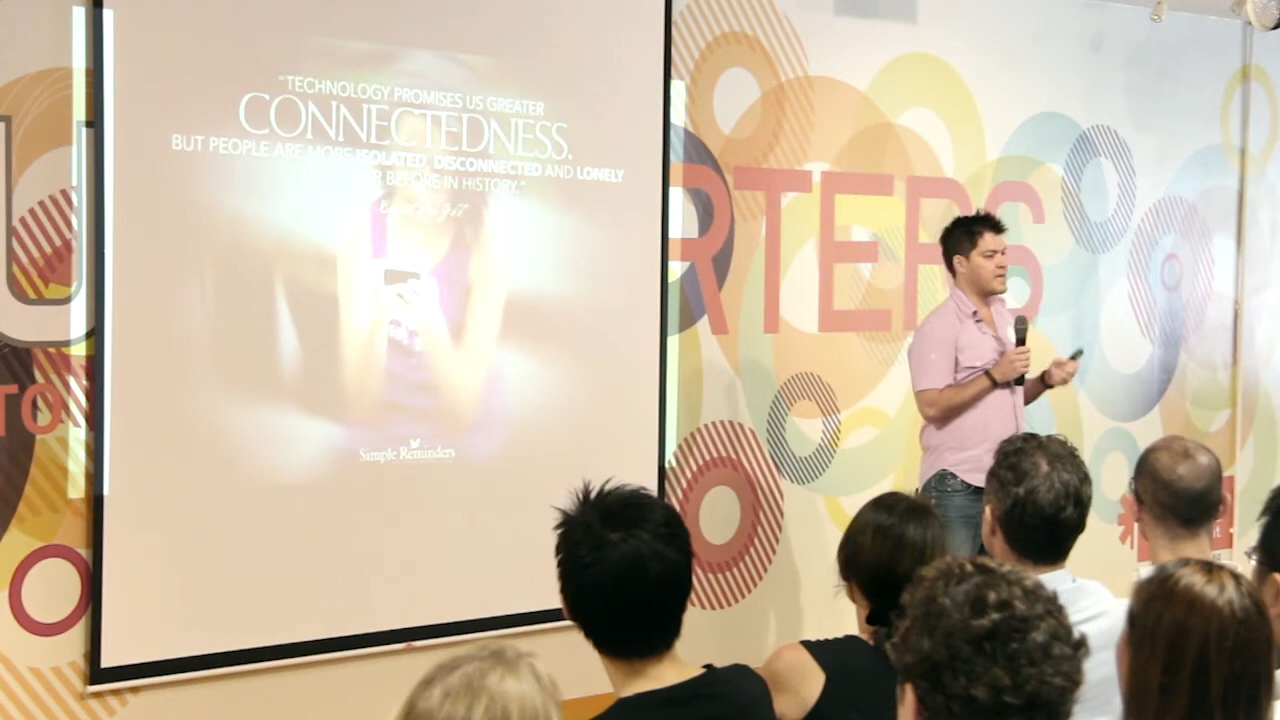 "TECHNOLOGY PROMISES US GREATER
CONNECTEDNESS.
BUT PEOPLE ARE MORE ISOLATED, DISCONNECTED AND LONELY
BEFORE IN HISTORY."
Simple Reminders
U
RTERS
TO